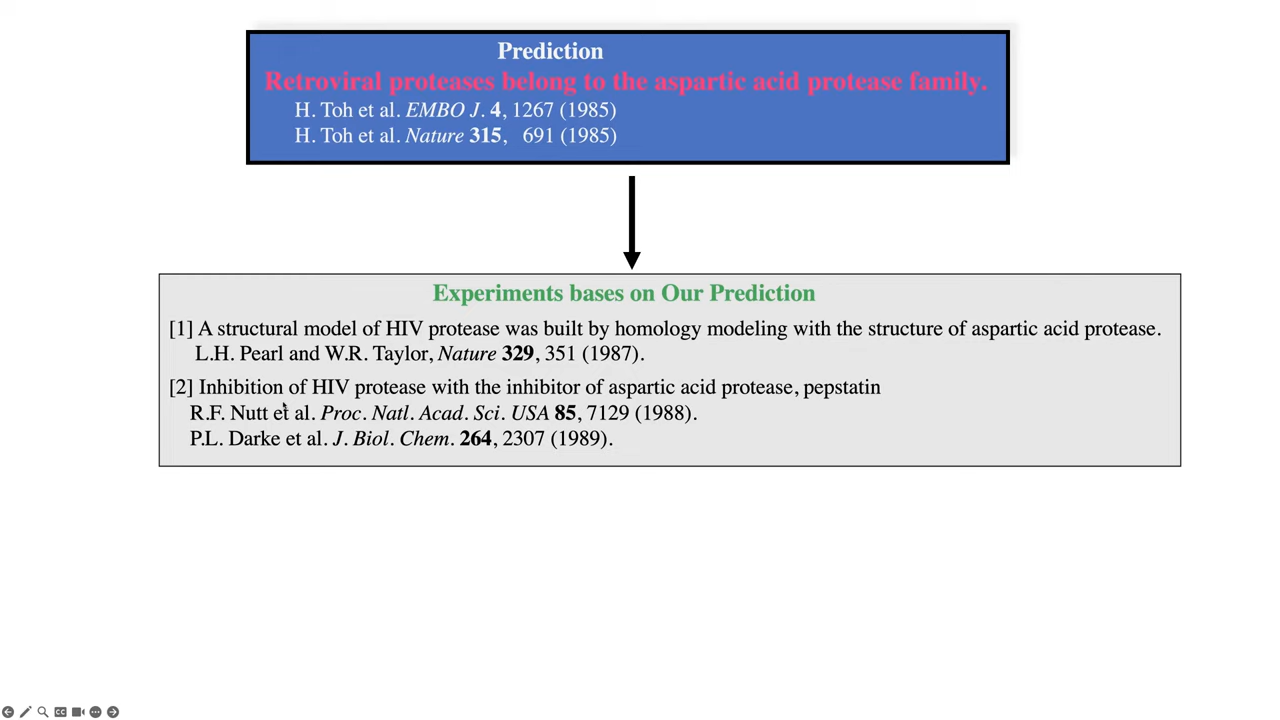 Prediction
Retroviral proteases belong to the aspartic acid protease family.
H. Toh et al. EMBO J. 4, 1267 (1985)
H. Toh et al. Nature 315, 691 (1985)
Experiments bases on Our Prediction
[1] A structural model of HIV protease was built by homology modeling with the structure of aspartic acid protease.
L.H. Pearl and W.R. Taylor, Nature 329, 351 (1987).
[2] Inhibition of HIV protease with the inhibitor of aspartic acid protease, pepstatin
R.F. Nutt et al. Proc. Natl. Acad. Sci. USA 85, 7129 (1988).
P.L. Darke et al. J. Biol. Chem. 264, 2307 (1989).
CC